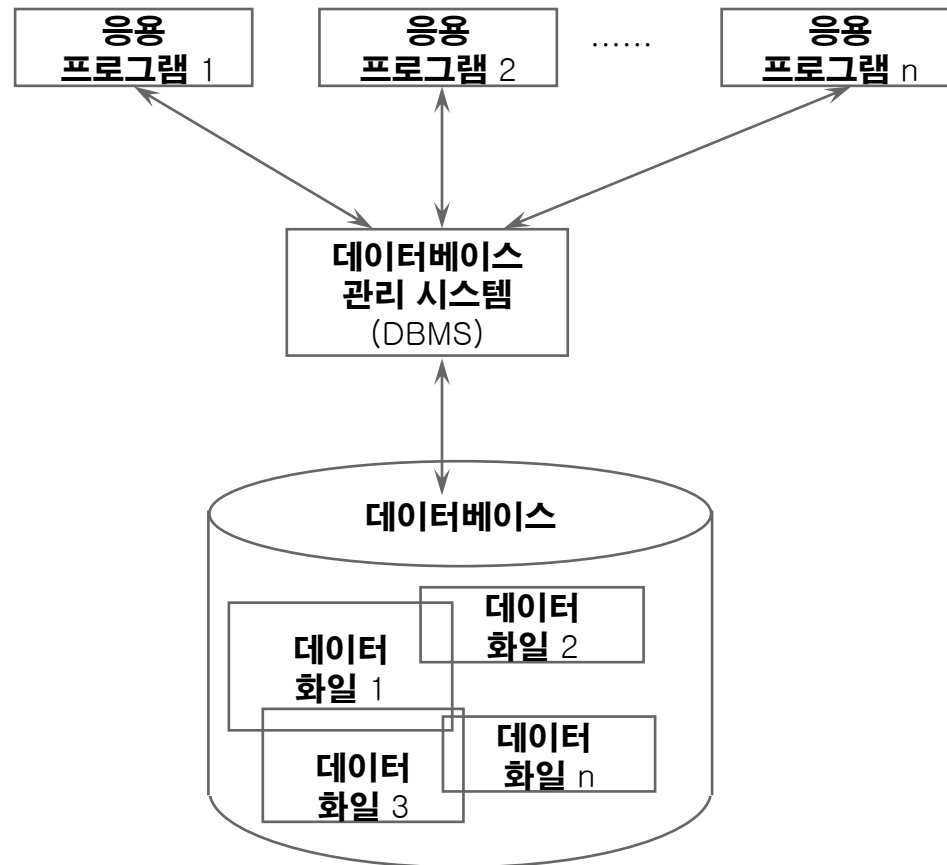 응용
프로그램 1
응용
프로그램 2
......
응용
프로그램 n
데이터베이스
관리 시스템
(DBMS)
데이터베이스
데이터
화일 1
데이터
화일 2
데이터
화일 3
데이터
화일 n